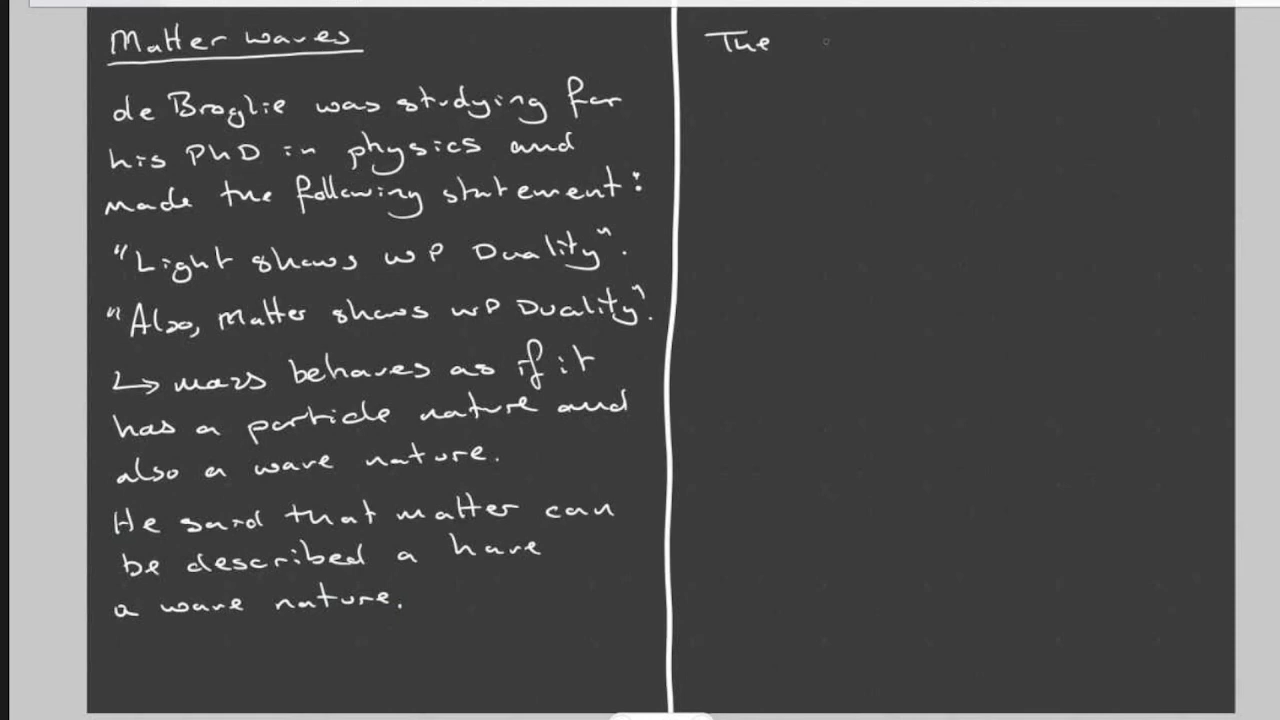 Matter waves
de Broglie was studying for
his PhD in physics and
made the following statement:
"Light shows WP Duality".
"Also, Matter shows WP Duality".
↳ mass behaves as if it
has a particle nature and
also a wave nature.
He said that matter can
be described a have
a wave nature.
The